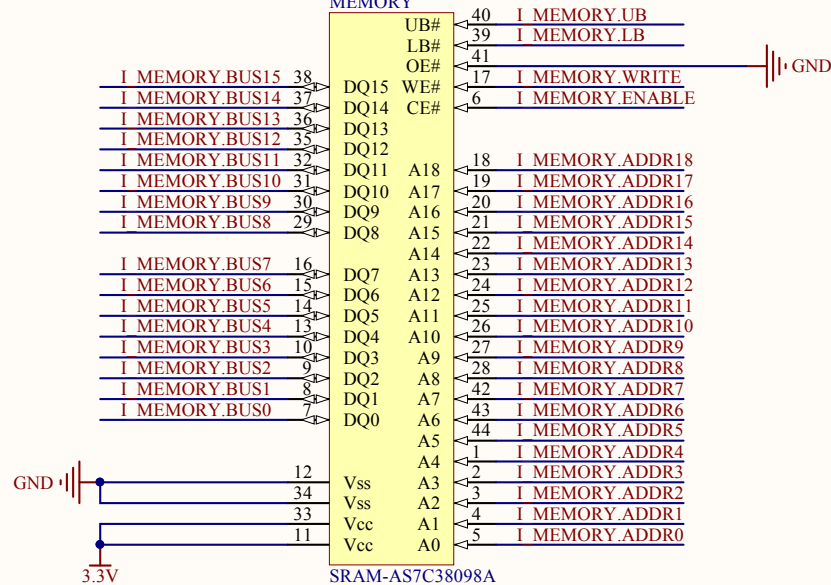 MEMORY
UB# 40 I_MEMORY.UB
LB# 39 I_MEMORY.LB
OE# 41 GND
I_MEMORY.BUS15 38 DQ15 WE# 17 I_MEMORY.WRITE
I_MEMORY.BUS14 37 DQ14 CE# 6 I_MEMORY.ENABLE
I_MEMORY.BUS13 36 DQ13
I_MEMORY.BUS12 35 DQ12
I_MEMORY.BUS11 32 DQ11 A18 18 I_MEMORY.ADDR18
I_MEMORY.BUS10 31 DQ10 A17 19 I_MEMORY.ADDR17
I_MEMORY.BUS9 30 DQ9 A16 20 I_MEMORY.ADDR16
I_MEMORY.BUS8 29 DQ8 A15 21 I_MEMORY.ADDR15
A14 22 I_MEMORY.ADDR14
I_MEMORY.BUS7 16 DQ7 A13 23 I_MEMORY.ADDR13
I_MEMORY.BUS6 15 DQ6 A12 24 I_MEMORY.ADDR12
I_MEMORY.BUS5 14 DQ5 A11 25 I_MEMORY.ADDR11
I_MEMORY.BUS4 13 DQ4 A10 26 I_MEMORY.ADDR10
I_MEMORY.BUS3 10 DQ3 A9 27 I_MEMORY.ADDR9
I_MEMORY.BUS2 9 DQ2 A8 28 I_MEMORY.ADDR8
I_MEMORY.BUS1 8 DQ1 A7 42 I_MEMORY.ADDR7
I_MEMORY.BUS0 7 DQ0 A6 43 I_MEMORY.ADDR6
A5 44 I_MEMORY.ADDR5
A4 1 I_MEMORY.ADDR4
GND 12 Vss A3 2 I_MEMORY.ADDR3
34 Vss A2 3 I_MEMORY.ADDR2
33 Vcc A1 4 I_MEMORY.ADDR1
11 Vcc A0 5 I_MEMORY.ADDR0
3.3V SRAM-AS7C38098A